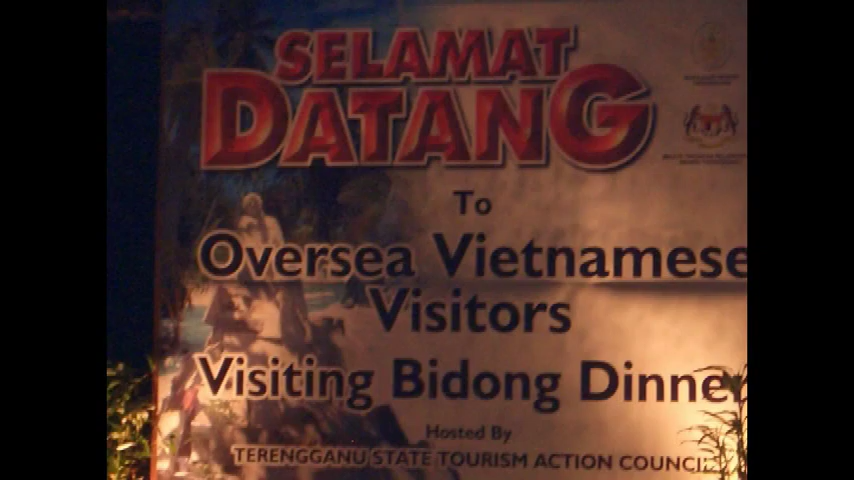 SELAMAT
DATANG
To
Oversea Vietnamese
Visitors
Visiting Bidong Dinner
Hosted By
TERENGGANU STATE TOURISM ACTION COUNCIL